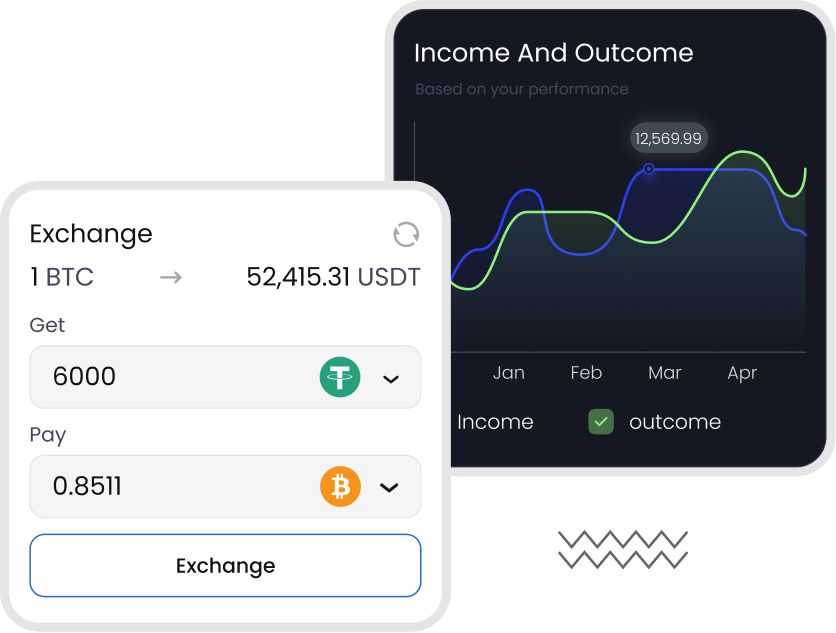 Income And Outcome
Based on your performance
12,569.99
Jan Feb Mar Apr
Income outcome
Exchange
1 BTC → 52,415.31 USDT
Get
6000
Pay
0.8511
Exchange